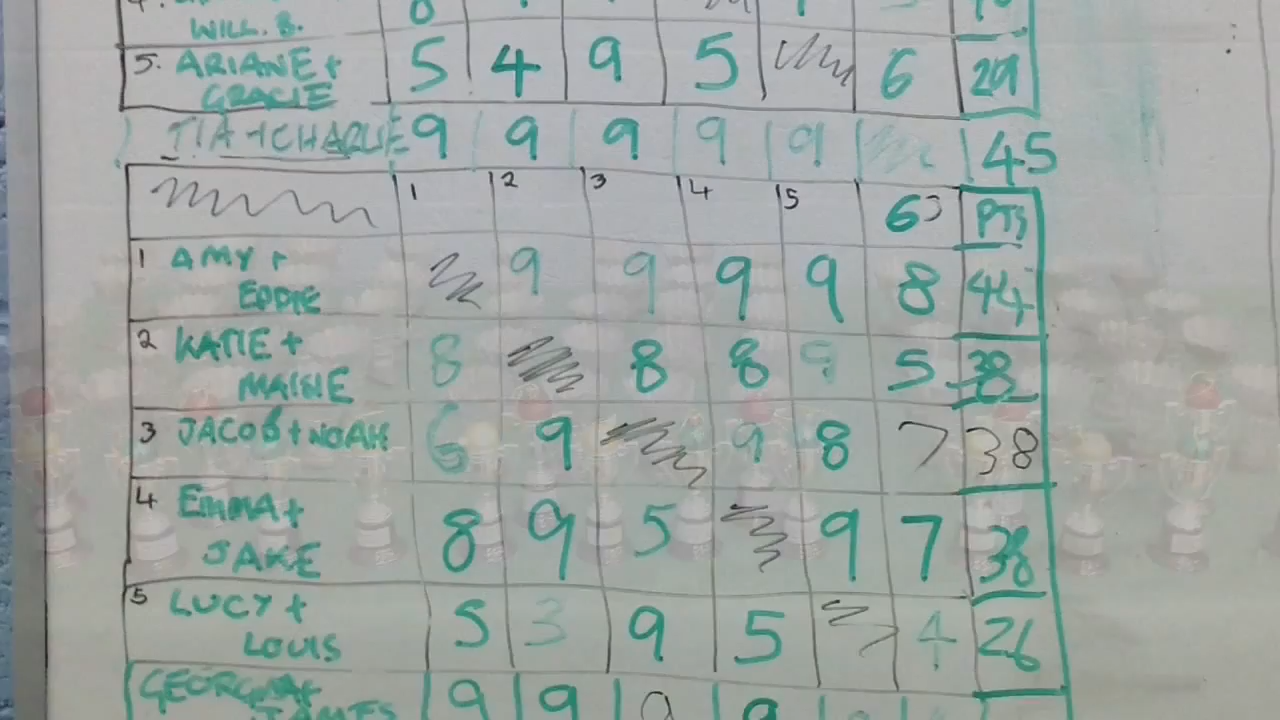 WILL. B.
5. ARIANE + 5 4 9 5 6 29
GRACIE
TIA + CHARLIE 9 9 9 9 9 45
1 2 3 4 5 6 PTS
1 AMY + 9 9 9 9 8 44
EDDIE
2 KATIE + 8 8 8 9 5 38
MAINE
3 JACOB + NOAH 6 9 9 8 7 38
4 EMMA + 8 9 5 9 7 38
JAKE
5 LUCY + 5 3 9 5 4 26
LOUIS
GEORGINA + 9 9 9 9
JAMES